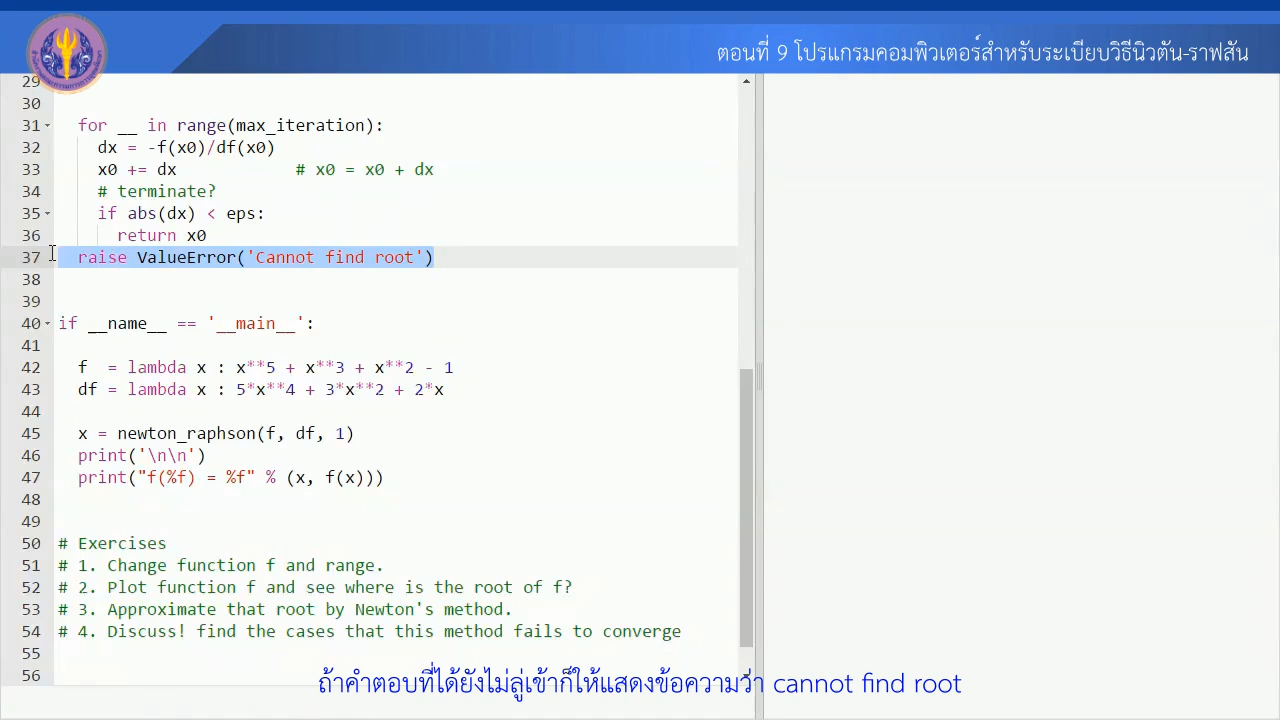 ตอนที่ 9 โปรแกรมคอมพิวเตอร์สำหรับระเบียบวิธีนิวตัน-ราฟสัน
29
30
31 for __ in range(max_iteration):
32 dx = -f(x0)/df(x0)
33 x0 += dx # x0 = x0 + dx
34 # terminate?
35 if abs(dx) < eps:
36 return x0
37 raise ValueError('Cannot find root')
38
39
40 if __name__ == '__main__':
41
42 f = lambda x : x**5 + x**3 + x**2 - 1
43 df = lambda x : 5*x**4 + 3*x**2 + 2*x
44
45 x = newton_raphson(f, df, 1)
46 print('\n\n')
47 print("f(%f) = %f" % (x, f(x)))
48
49
50 # Exercises
51 # 1. Change function f and range.
52 # 2. Plot function f and see where is the root of f?
53 # 3. Approximate that root by Newton's method.
54 # 4. Discuss! find the cases that this method fails to converge
55
56
ถ้าคำตอบที่ได้ยังไม่ลู่เข้าก็ให้แสดงข้อความว่า cannot find root